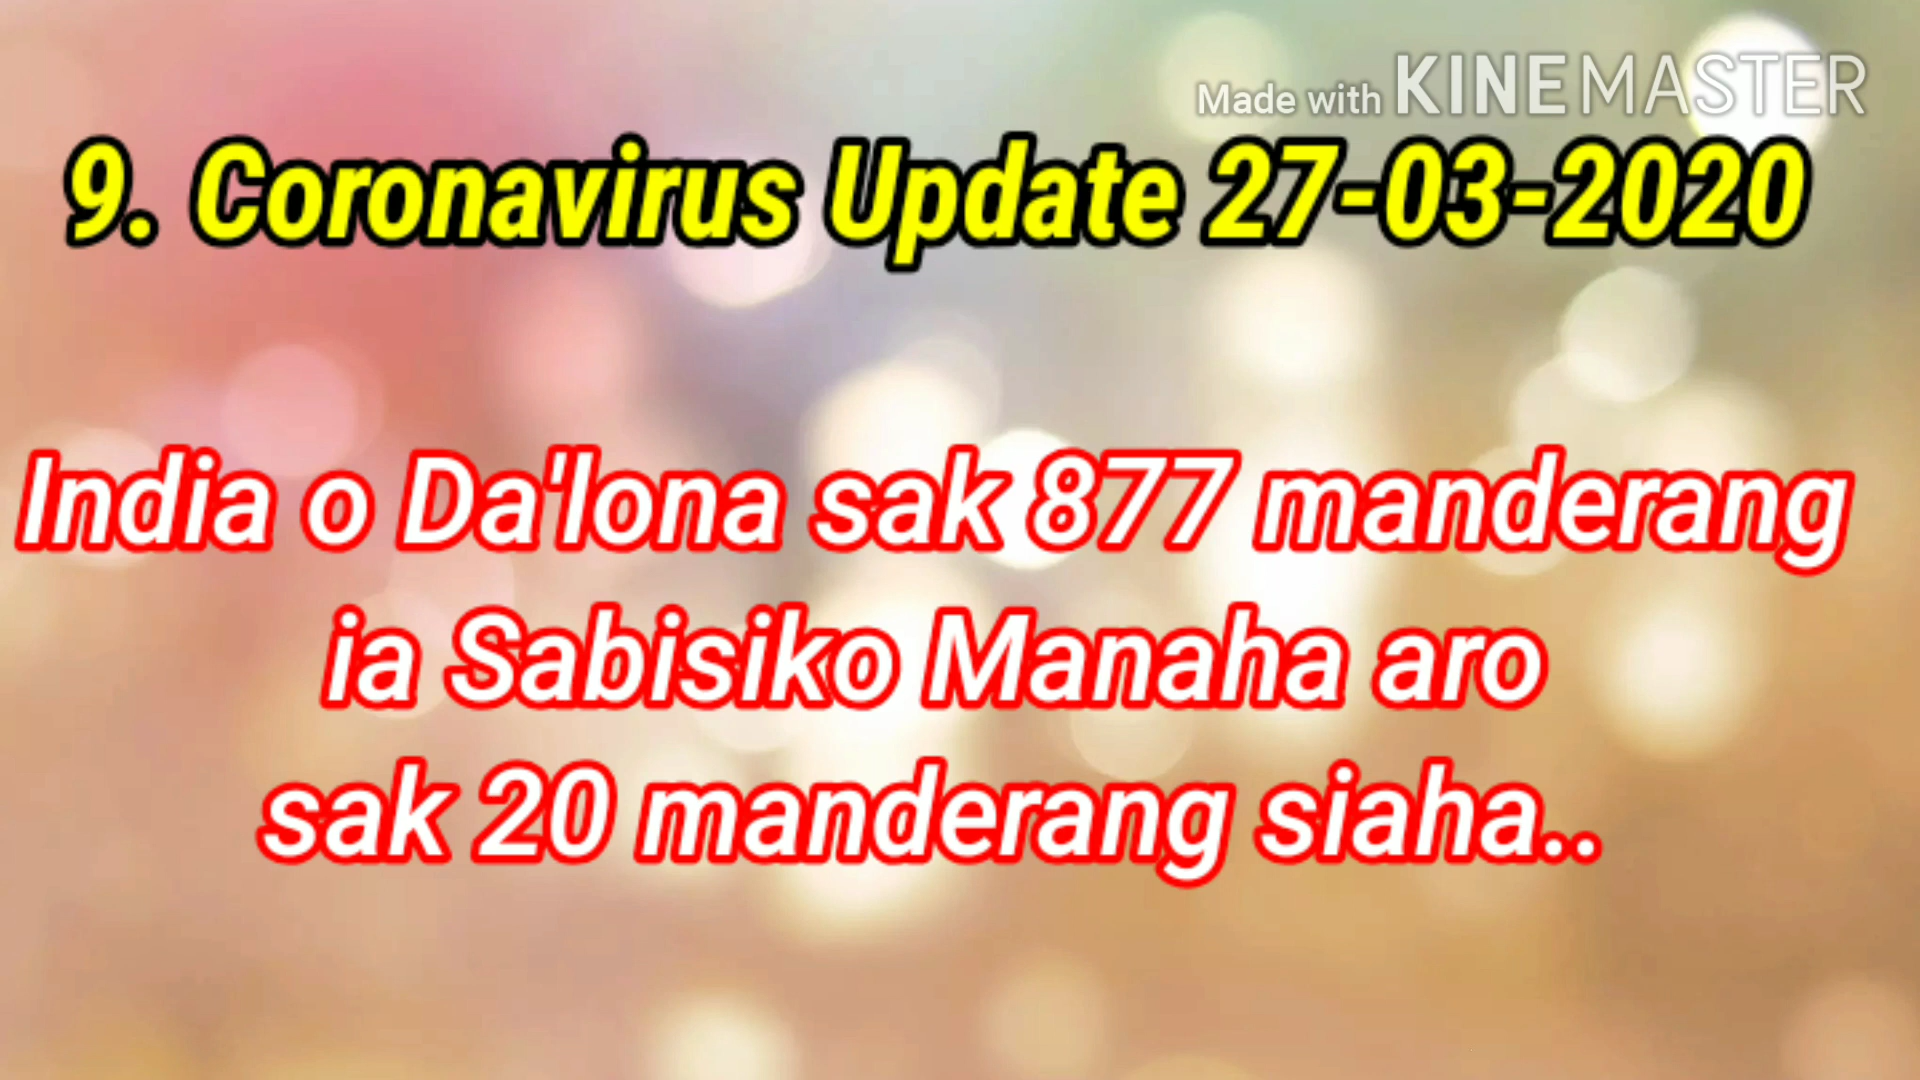 Made with KINEMASTER
9. Coronavirus Update 27-03-2020
India o Da'lona sak 877 manderang
ia Sabisiko Manaha aro
sak 20 manderang siaha..